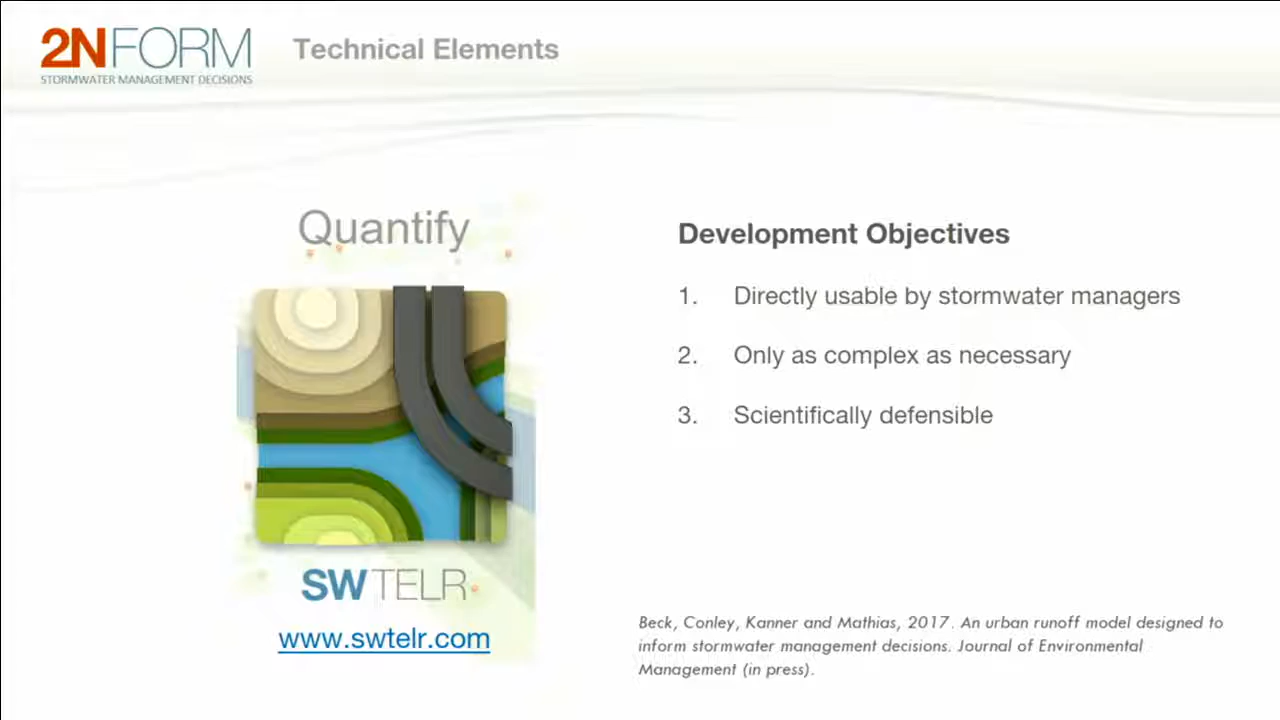 2NFORM
STORMWATER MANAGEMENT DECISIONS
Technical Elements
Quantify
SWTELR
www.swtelr.com
Development Objectives
1. Directly usable by stormwater managers
2. Only as complex as necessary
3. Scientifically defensible
Beck, Conley, Kanner and Mathias, 2017. An urban runoff model designed to
inform stormwater management decisions. Journal of Environmental
Management (in press).